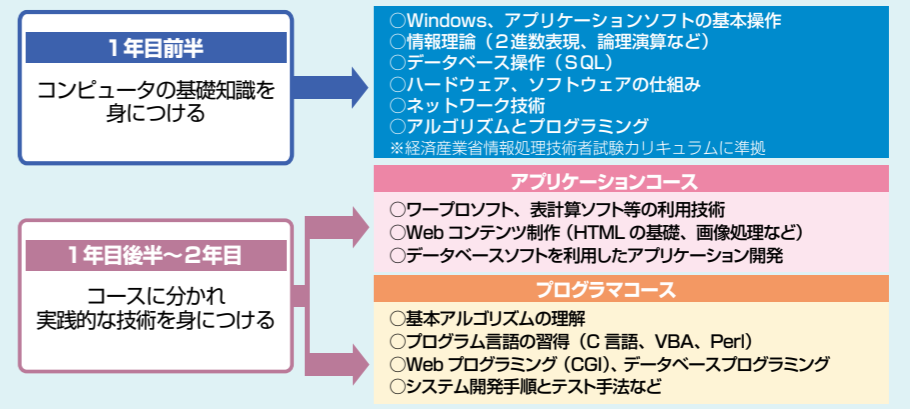 1年目前半
コンピュータの基礎知識を
身につける
○Windows、アプリケーションソフトの基本操作
○情報理論（２進数表現、論理演算など）
○データベース操作（ＳQL）
○ハードウェア、ソフトウェアの仕組み
○ネットワーク技術
○アルゴリズムとプログラミング
※経済産業省情報処理技術者試験カリキュラムに準拠
1年目後半～２年目
コースに分かれ
実践的な技術を身につける
アプリケーションコース
○ワープロソフト、表計算ソフト等の利用技術
○Web コンテンツ制作（HTML の基礎、画像処理など）
○データベースソフトを利用したアプリケーション開発
プログラマコース
○基本アルゴリズムの理解
○プログラム言語の習得（C 言語、VBA、Perl）
○Web プログラミング（CGI）、データベースプログラミング
○システム開発手順とテスト手法など